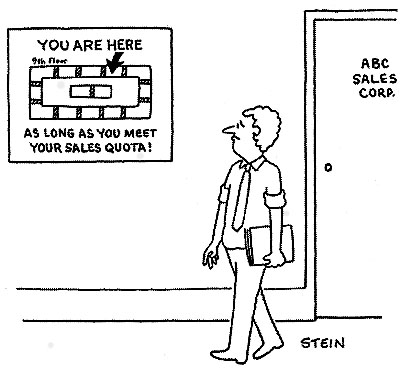 YOU ARE HERE
9th Floor
AS LONG AS YOU MEET
YOUR SALES QUOTA!
ABC
SALES
CORP.
STEIN